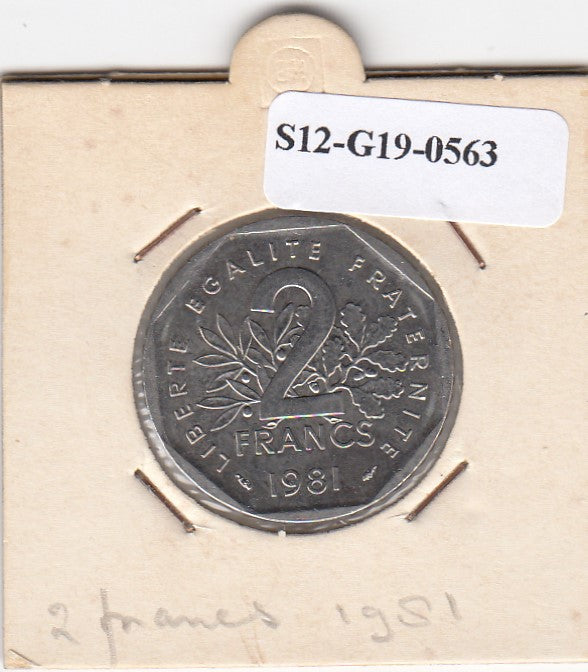 S12-G19-0563
LIBERTE EGALITE FRATERNITE
2
FRANCS
1981
2 francs 1981